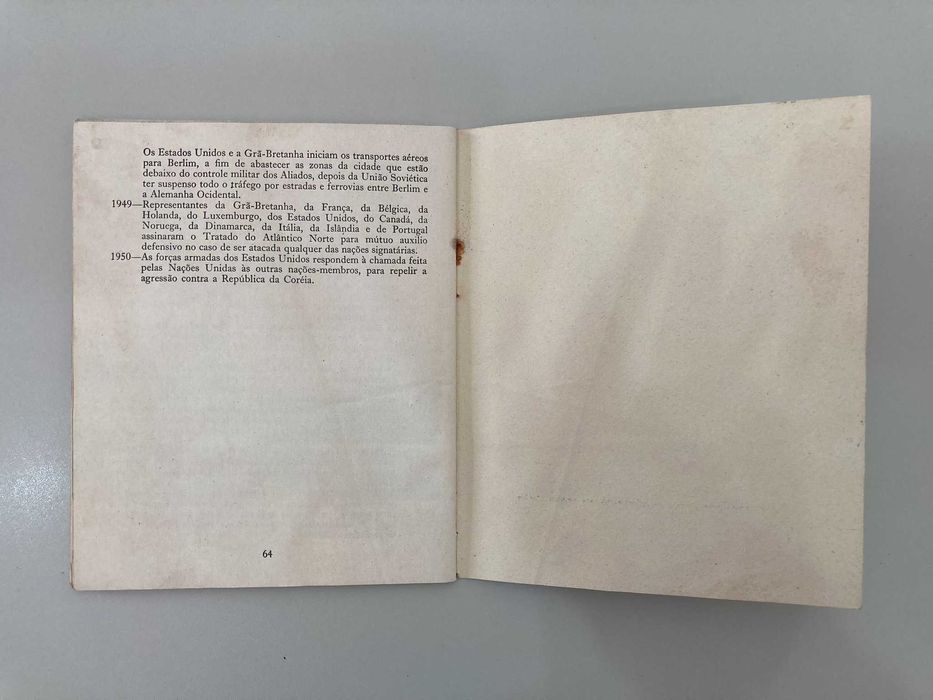 Os Estados Unidos e a Grã-Bretanha iniciam os transportes aéreos
para Berlim, a fim de abastecer as zonas da cidade que estão
debaixo do controle militar dos Aliados, depois da União Soviética
ter suspenso todo o tráfego por estradas e ferrovias entre Berlim e
a Alemanha Ocidental.
1949—Representantes da Grã-Bretanha, da França, da Bélgica, da
Holanda, do Luxemburgo, dos Estados Unidos, do Canadá, da
Noruega, da Dinamarca, da Itália, da Islândia e de Portugal
assinaram o Tratado do Atlântico Norte para mútuo auxilio
defensivo no caso de ser atacada qualquer das nações signatárias.
1950—As forças armadas dos Estados Unidos respondem à chamada feita
pelas Nações Unidas às outras nações-membros, para repelir a
agressão contra a República da Coréia.
64